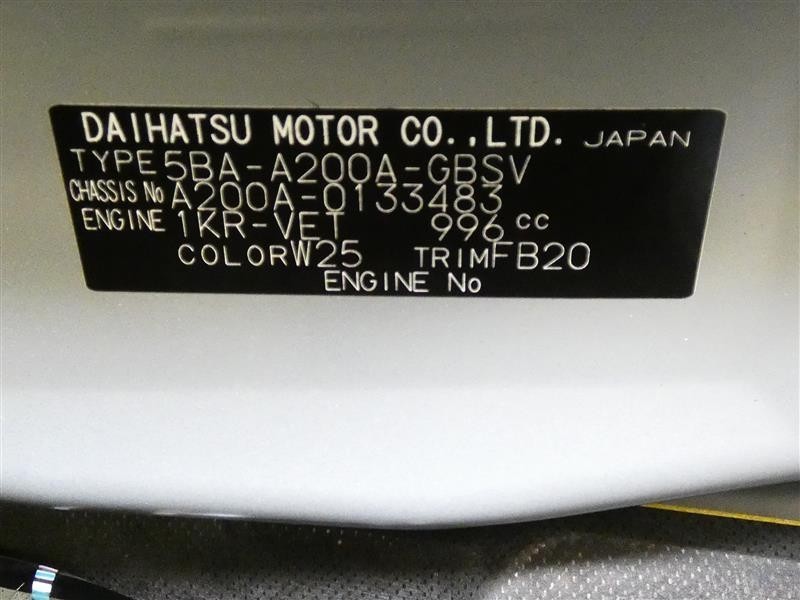 DAIHATSU MOTOR CO.,LTD. JAPAN
TYPE 5BA-A200A-GBSV
CHASSIS No A200A-0133483
ENGINE 1KR-VET 996 cc
COLOR W25 TRIM FB20
ENGINE No